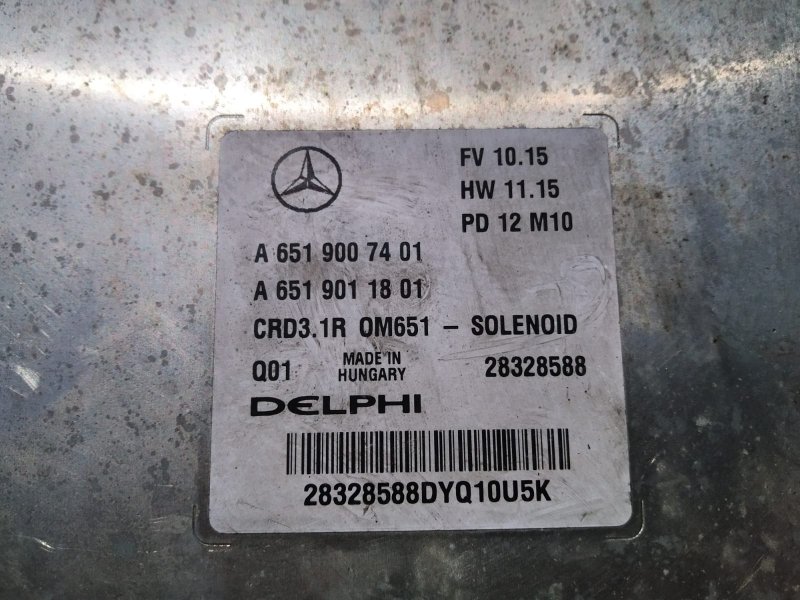 FV 10.15
HW 11.15
PD 12 M10
A 651 900 74 01
A 651 901 18 01
CRD3.1R OM651 - SOLENOID
Q01 MADE IN HUNGARY 28328588
DELPHI
28328588DYQ10U5K